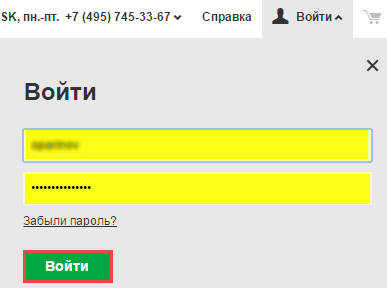 SK, пн.-пт. +7 (495) 745-33-67
Справка
Войти
Войти
•••••••••••••••
Забыли пароль?
Войти